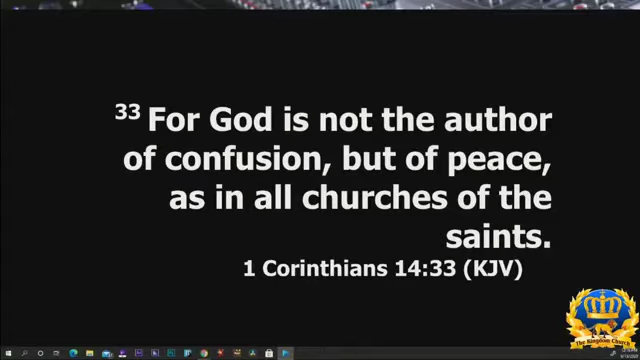 33 For God is not the author
of confusion, but of peace,
as in all churches of the
saints.
1 Corinthians 14:33 (KJV)
The Kingdom Church